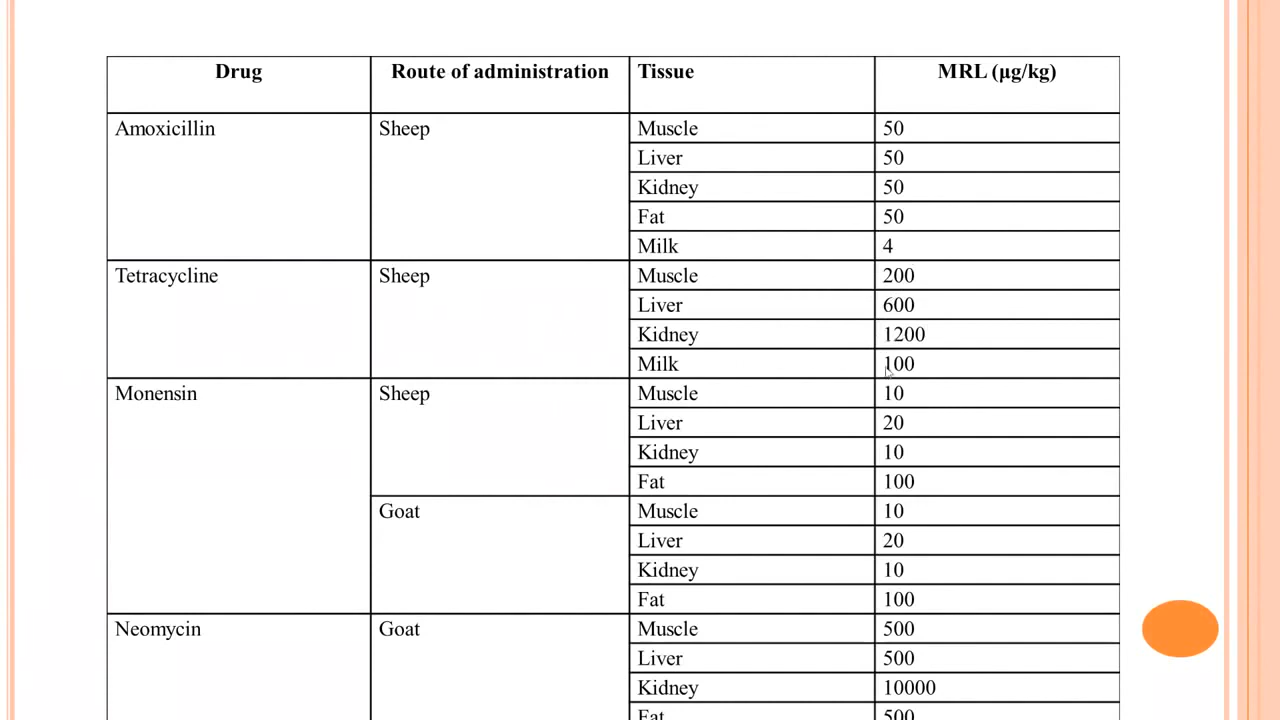 Drug Route of administration Tissue MRL (µg/kg)
Amoxicillin Sheep Muscle 50
Liver 50
Kidney 50
Fat 50
Milk 4
Tetracycline Sheep Muscle 200
Liver 600
Kidney 1200
Milk 100
Monensin Sheep Muscle 10
Liver 20
Kidney 10
Fat 100
Goat Muscle 10
Liver 20
Kidney 10
Fat 100
Neomycin Goat Muscle 500
Liver 500
Kidney 10000
Fat 500